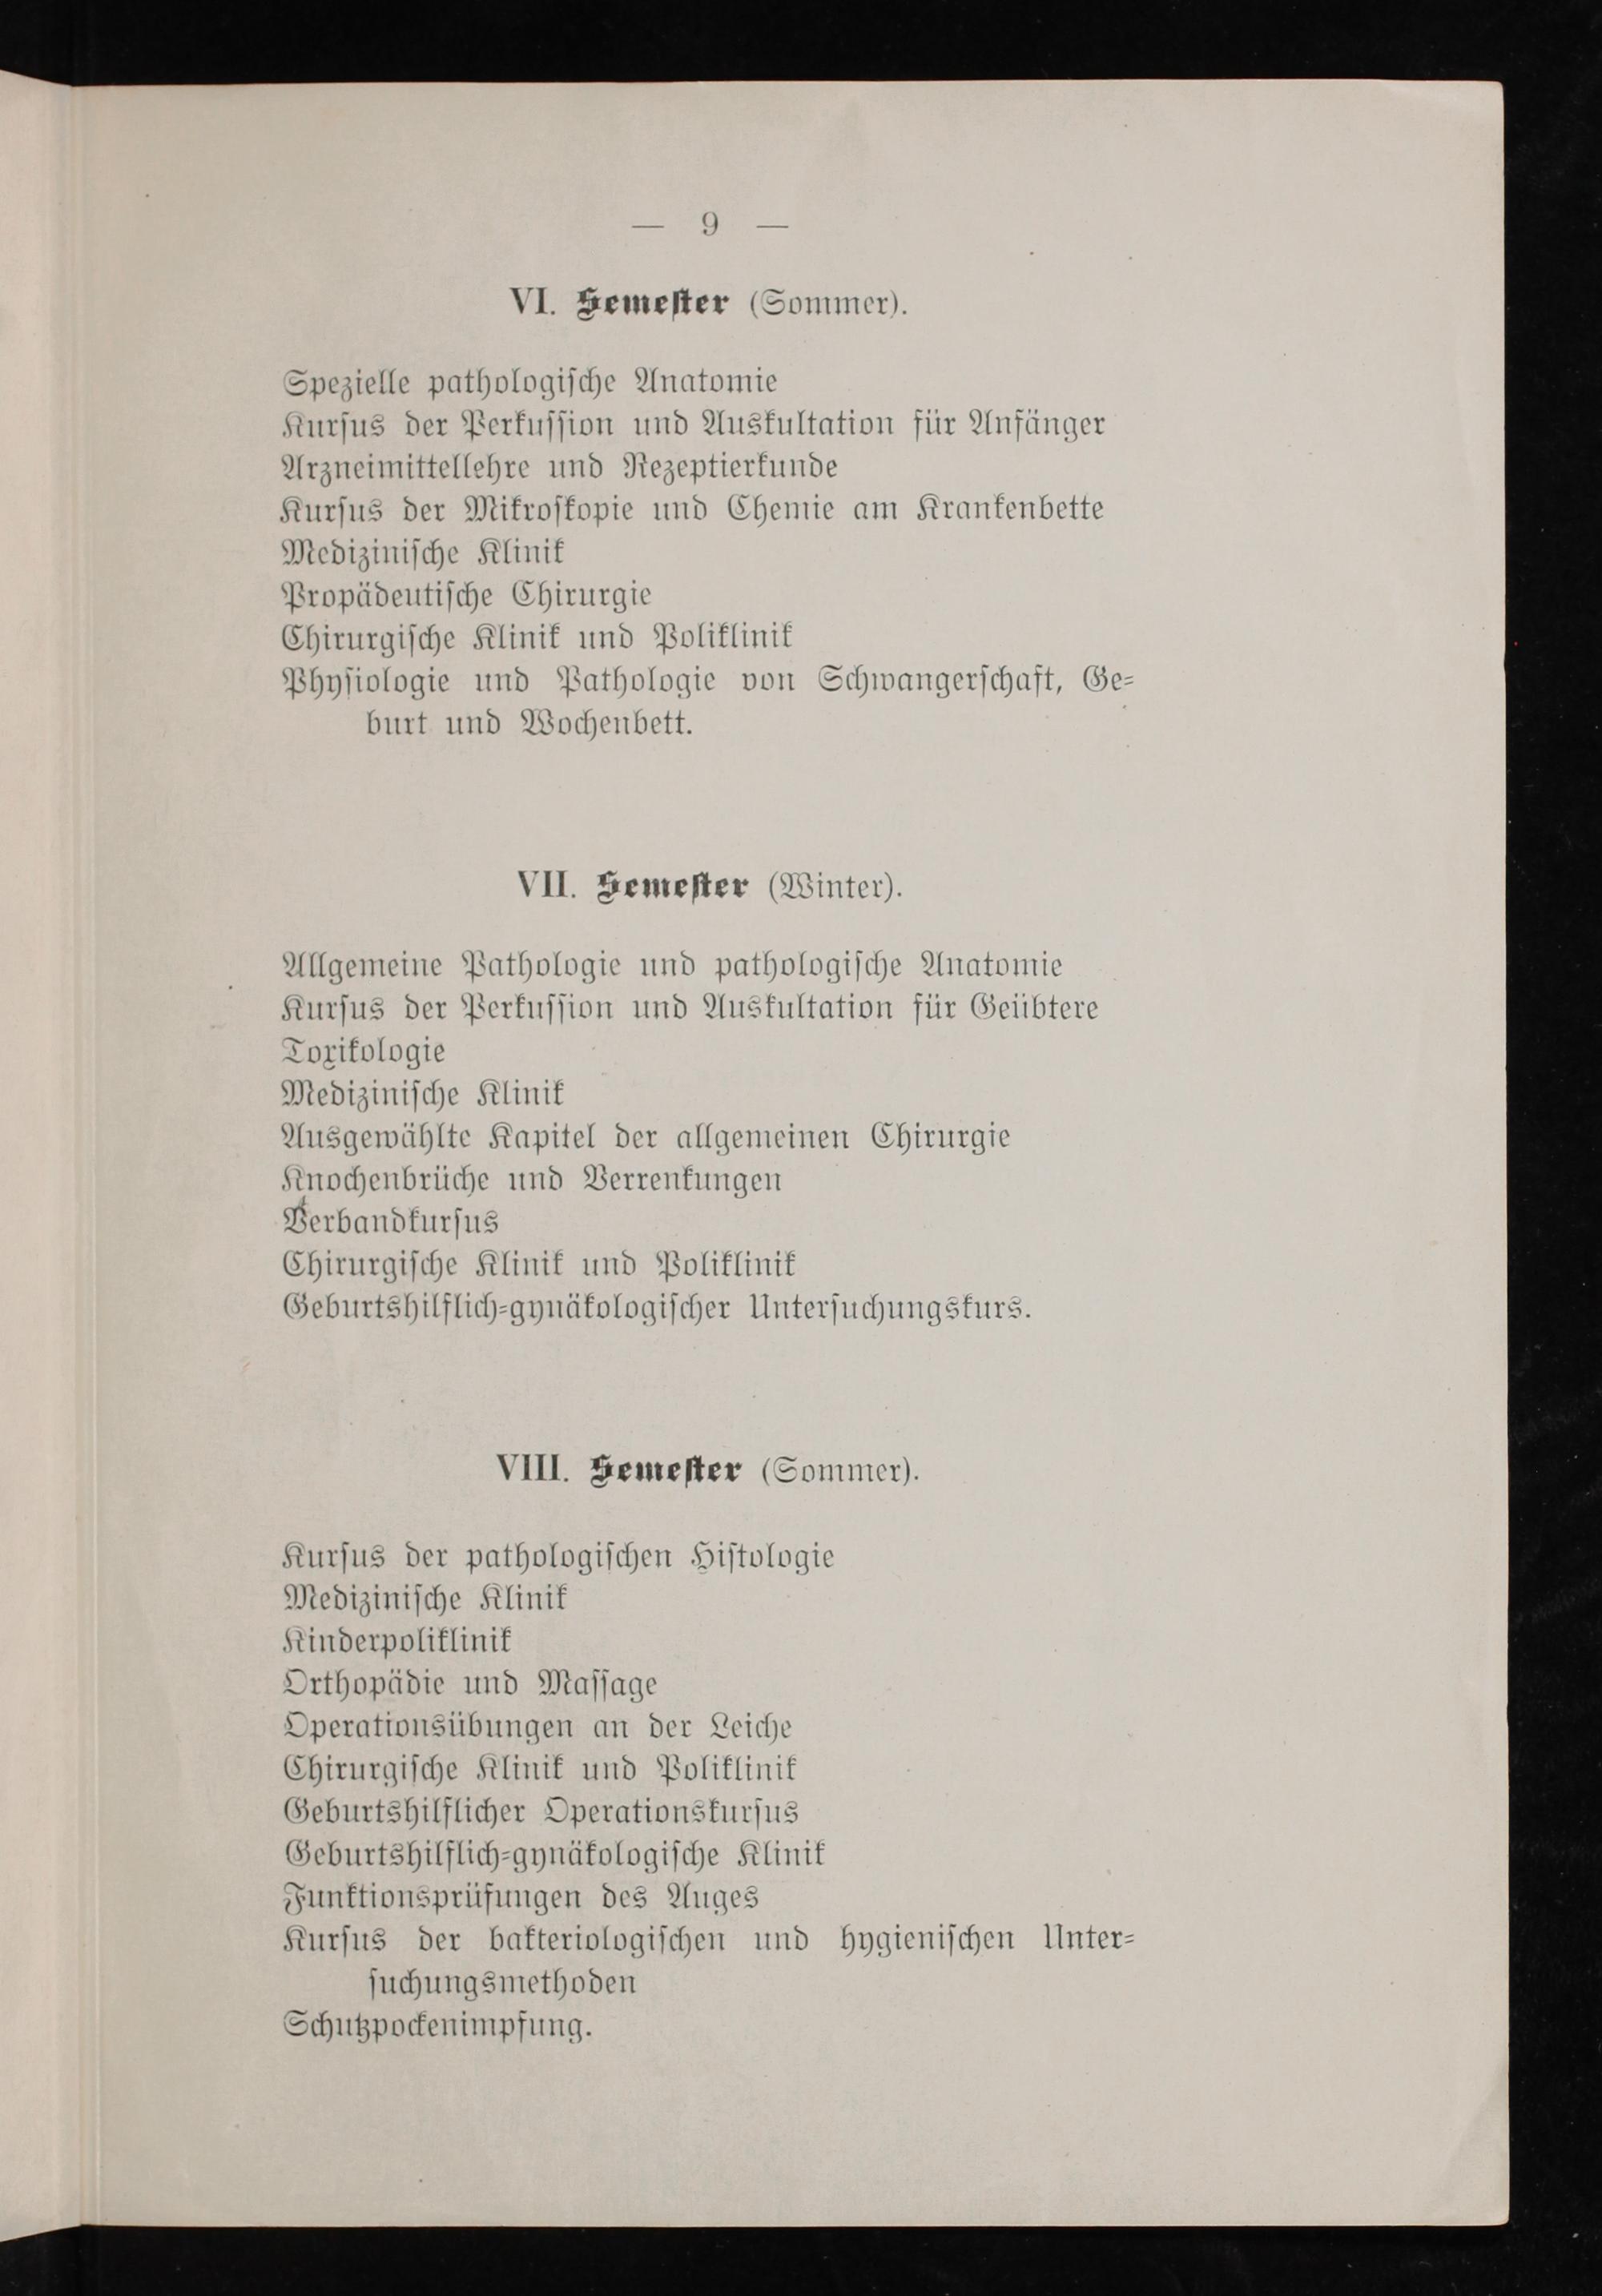 — 9 —
VI. Semester (Sommer).
Spezielle pathologische Anatomie
Kursus der Perkussion und Auskultation für Anfänger
Arzneimittellehre und Rezeptierkunde
Kursus der Mikroskopie und Chemie am Krankenbette
Medizinische Klinik
Propädeutische Chirurgie
Chirurgische Klinik und Poliklinik
Physiologie und Pathologie von Schwangerschaft, Ge-
burt und Wochenbett.
VII. Semester (Winter).
Allgemeine Pathologie und pathologische Anatomie
Kursus der Perkussion und Auskultation für Geübtere
Toxikologie
Medizinische Klinik
Ausgewählte Kapitel der allgemeinen Chirurgie
Knochenbrüche und Verrenkungen
Verbandkursus
Chirurgische Klinik und Poliklinik
Geburtshilflich-gynäkologischer Untersuchungskurs.
VIII. Semester (Sommer).
Kursus der pathologischen Histologie
Medizinische Klinik
Kinderpoliklinik
Orthopädie und Massage
Operationsübungen an der Leiche
Chirurgische Klinik und Poliklinik
Geburtshilflicher Operationskursus
Geburtshilflich-gynäkologische Klinik
Funktionsprüfungen des Auges
Kursus der bakteriologischen und hygienischen Unter-
suchungsmethoden
Schutzpockenimpfung.